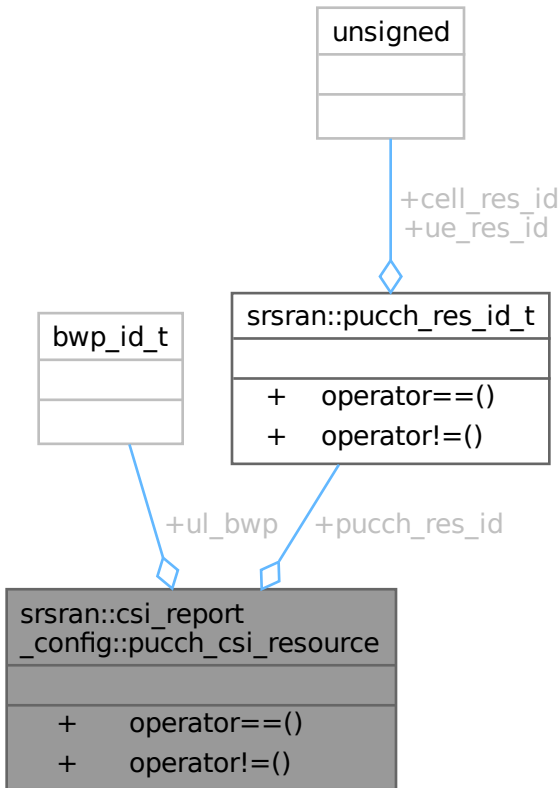 unsigned
+cell_res_id
+ue_res_id
srsran::pucch_res_id_t
+ operator==()
+ operator!=()
bwp_id_t
+ul_bwp
+pucch_res_id
srsran::csi_report
_config::pucch_csi_resource
+ operator==()
+ operator!=()